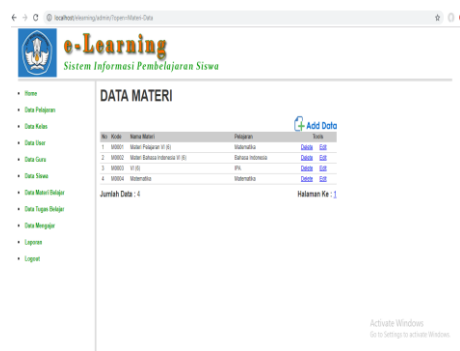 localhost/elearning/admin/?open=Materi-Data
e-Learning
Sistem Informasi Pembelajaran Siswa
Home
Data Pelajaran
Data Kelas
Data User
Data Guru
Data Siswa
Data Materi Belajar
Data Tugas Belajar
Data Mengajar
Laporan
Logout
DATA MATERI
Add Data
No Kode Nama Materi Pelajaran Tools
1 M0001 Materi Pelajaran VI (6) Matematika Delete Edit
2 M0002 Materi Bahasa Indonesia VI (6) Bahasa Indonesia Delete Edit
3 M0003 VI (6) IPA Delete Edit
4 M0004 Matematika Matematika Delete Edit
Jumlah Data : 4 Halaman Ke : 1
Activate Windows
Go to Settings to activate Windows.